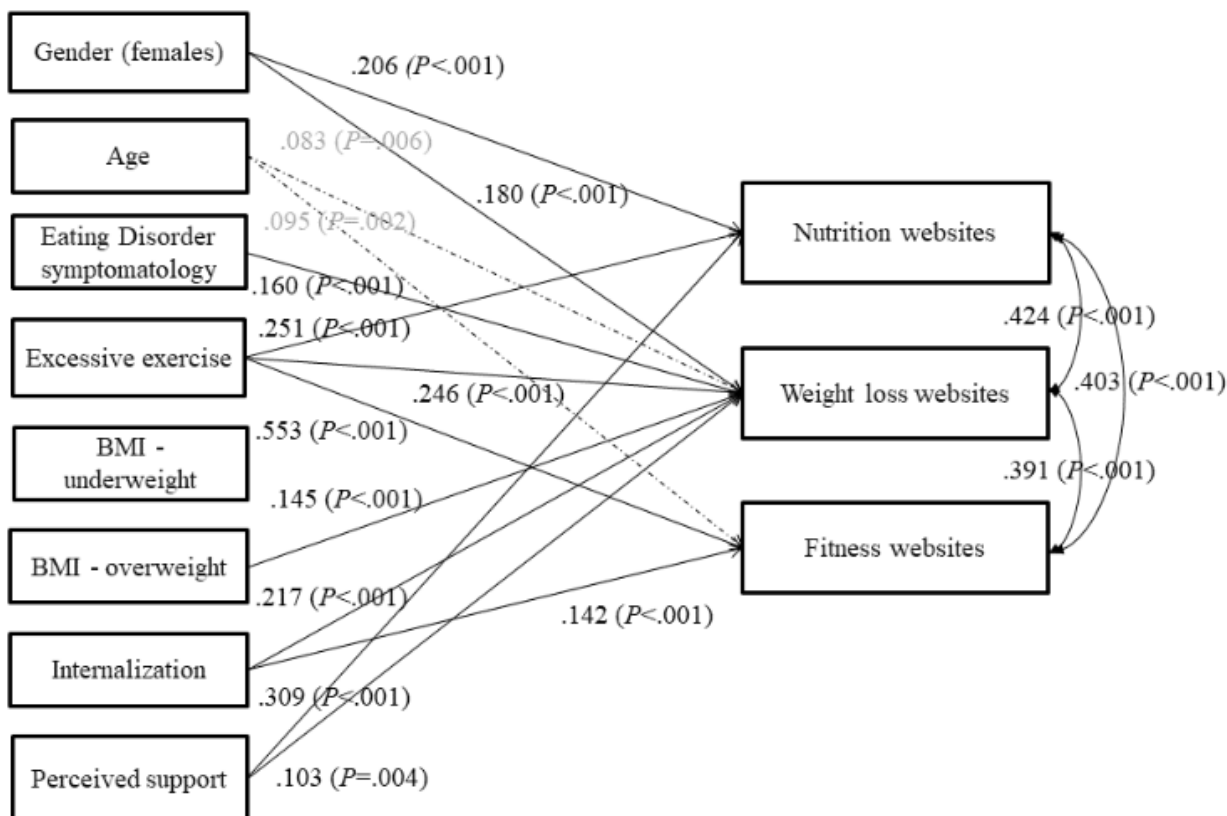 Gender (females)
Age
Eating Disorder
symptomatology
Excessive exercise
BMI -
underweight
BMI - overweight
Internalization
Perceived support
.206 (P<.001)
.083 (P=.006)
.180 (P<.001)
.095 (P=.002)
.160 (P<.001)
.251 (P<.001)
.246 (P<.001)
.553 (P<.001)
.145 (P<.001)
.217 (P<.001)
.142 (P<.001)
.309 (P<.001)
.103 (P=.004)
Nutrition websites
Weight loss websites
Fitness websites
.424 (P<.001)
.403 (P<.001)
.391 (P<.001)